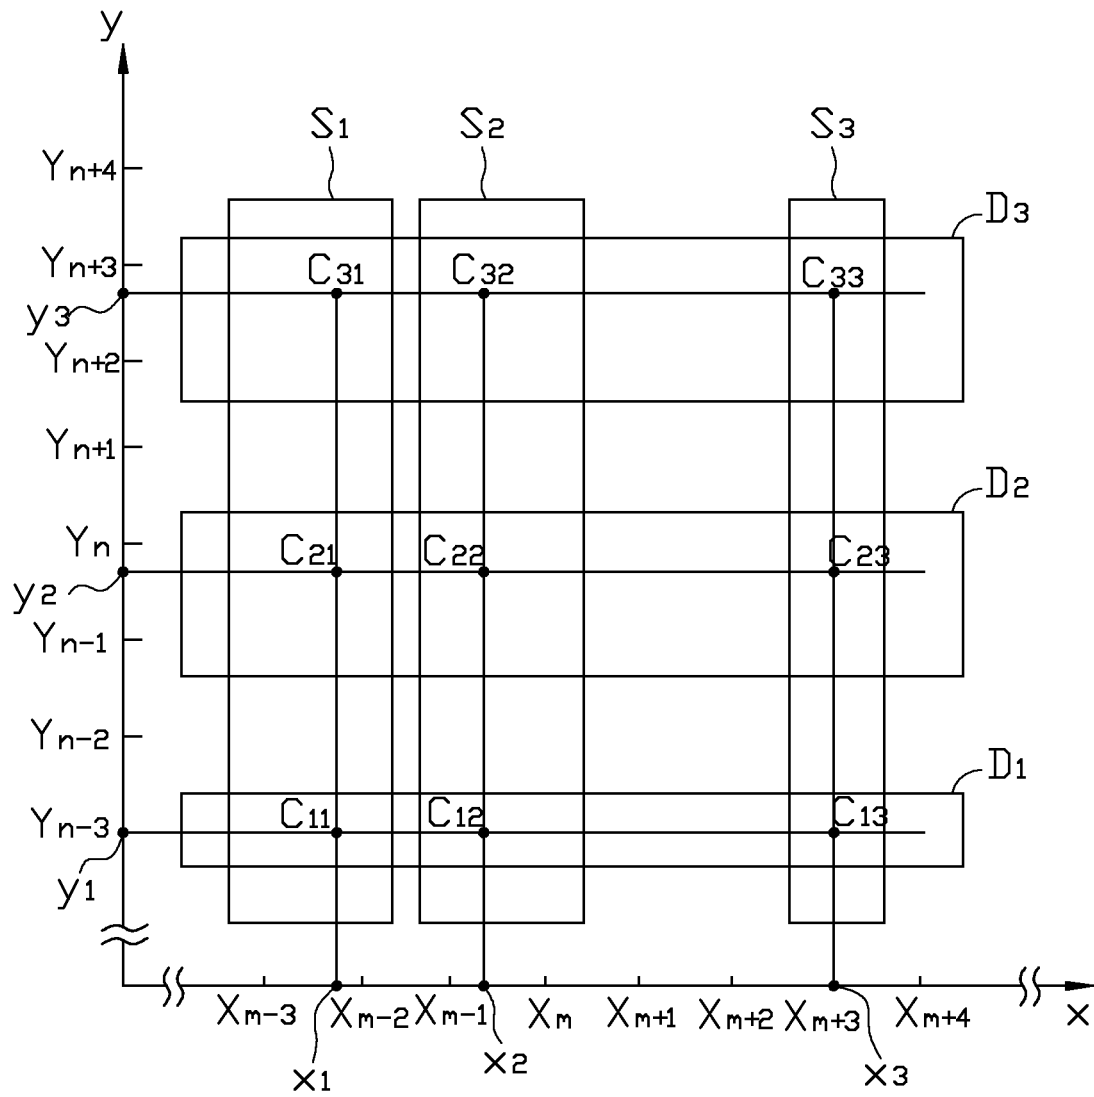 y
S1 S2 S3
Yn+4
D3
Yn+3 C31 C32 C33
y3
Yn+2
Yn+1
D2
Yn C21 C22 C23
y2
Yn-1
Yn-2
D1
Yn-3 C11 C12 C13
y1
Xm-3 Xm-2 Xm-1 Xm Xm+1 Xm+2 Xm+3 Xm+4 x
x1 x2 x3